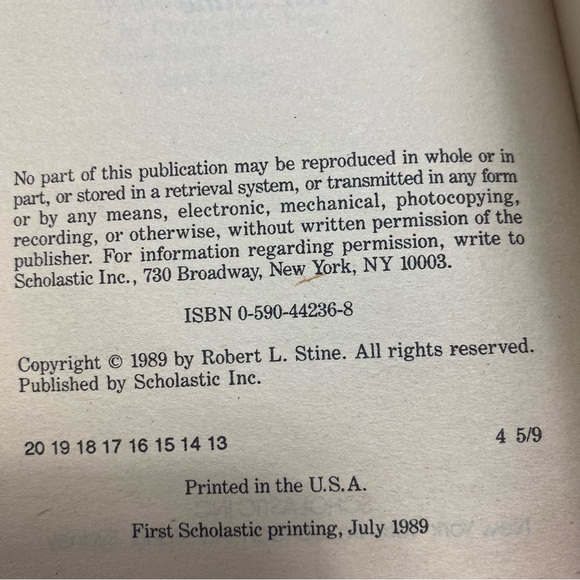 No part of this publication may be reproduced in whole or in
part, or stored in a retrieval system, or transmitted in any form
or by any means, electronic, mechanical, photocopying,
recording, or otherwise, without written permission of the
publisher. For information regarding permission, write to
Scholastic Inc., 730 Broadway, New York, NY 10003.
ISBN 0-590-44236-8
Copyright © 1989 by Robert L. Stine. All rights reserved.
Published by Scholastic Inc.
20 19 18 17 16 15 14 13 4 5/9
Printed in the U.S.A.
First Scholastic printing, July 1989